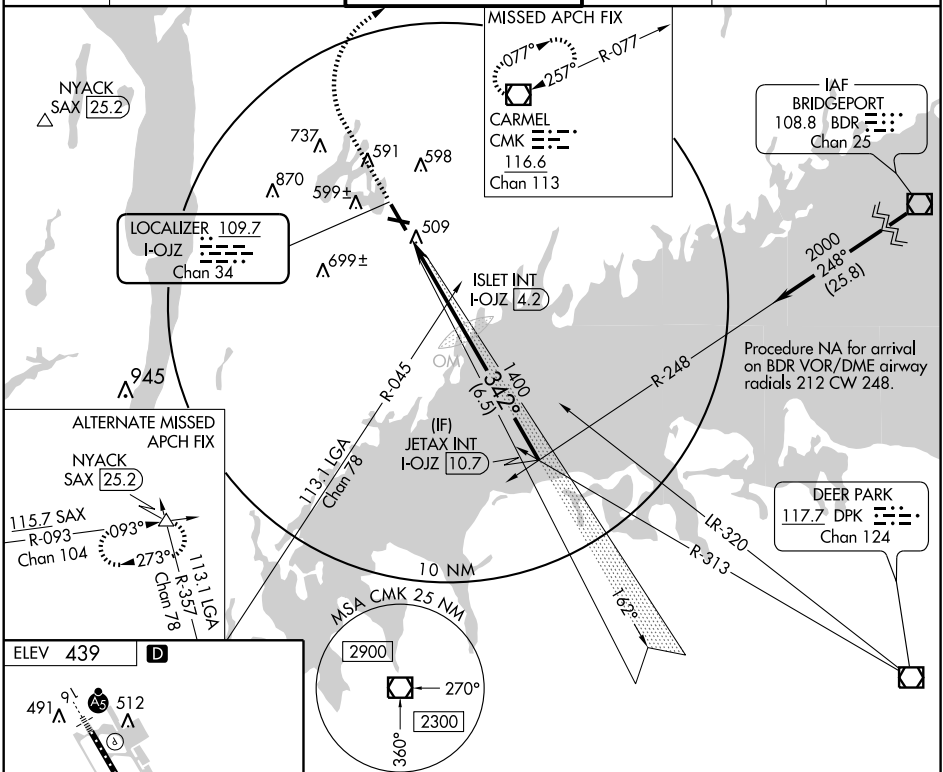 MISSED APCH FIX
077°
257°
R-077
CARMEL
CMK
116.6
Chan 113
NYACK
SAX 25.2
IAF
BRIDGEPORT
108.8 BDR
Chan 25
737
591
598
870
599±
509
699±
945
LOCALIZER 109.7
I-OJZ
Chan 34
ISLET INT
I-OJZ 4.2
OM
2000
248°
(25.8)
R-248
Procedure NA for arrival
on BDR VOR/DME airway
radials 212 CW 248.
1400
342°
(6.5)
R-045
113.1 LGA
Chan 78
(IF)
JETAX INT
I-OJZ 10.7
ALTERNATE MISSED
APCH FIX
NYACK
SAX 25.2
115.7 SAX
R-093
Chan 104
093°
273°
113.1 LGA
R-357
Chan 78
DEER PARK
117.7 DPK
Chan 124
LR-320
R-313
162°
10 NM
MSA CMK 25 NM
2900
270°
2300
360°
ELEV 439 D
491
16
A5
512
P